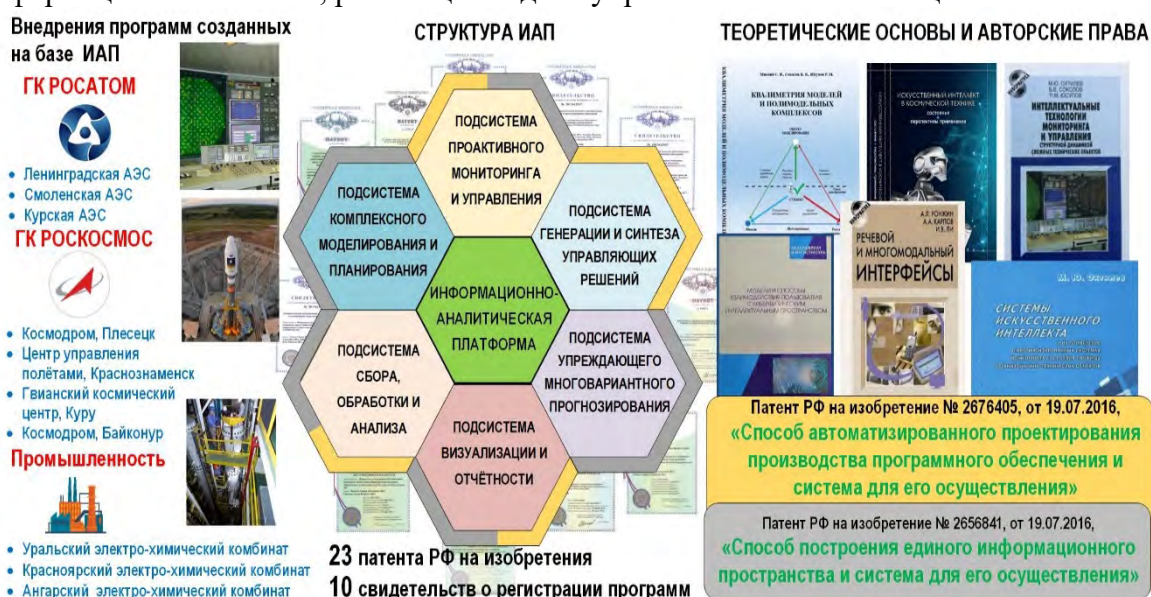 Внедрения программ созданных
на базе ИАП
ГК РОСАТОМ
• Ленинградская АЭС
• Смоленская АЭС
• Курская АЭС
ГК РОСКОСМОС
• Космодром, Плесецк
• Центр управления
полётами, Краснознаменск
• Гвианский космический
центр, Куру
• Космодром, Байконур
Промышленность
• Уральский электро-химический комбинат
• Красноярский электро-химический комбинат
• Ангарский электро-химический комбинат
СТРУКТУРА ИАП
ПОДСИСТЕМА
ПРОАКТИВНОГО
МОНИТОРИНГА
И УПРАВЛЕНИЯ
ПОДСИСТЕМА
КОМПЛЕКСНОГО
МОДЕЛИРОВАНИЯ И
ПЛАНИРОВАНИЯ
ПОДСИСТЕМА
ГЕНЕРАЦИИ И СИНТЕЗА
УПРАВЛЯЮЩИХ
РЕШЕНИЙ
ИНФОРМАЦИОННО-
АНАЛИТИЧЕСКАЯ
ПЛАТФОРМА
ПОДСИСТЕМА
СБОРА,
ОБРАБОТКИ И
АНАЛИЗА
ПОДСИСТЕМА
УПРЕЖДАЮЩЕГО
МНОГОВАРИАНТНОГО
ПРОГНОЗИРОВАНИЯ
ПОДСИСТЕМА
ВИЗУАЛИЗАЦИИ И
ОТЧЁТНОСТИ
23 патента РФ на изобретения
10 свидетельств о регистрации программ
ТЕОРЕТИЧЕСКИЕ ОСНОВЫ И АВТОРСКИЕ ПРАВА
КВАЛИМЕТРИЯ МОДЕЛЕЙ
И ПОЛИМОДЕЛЬНЫХ
КОМПЛЕКСОВ
ИСКУССТВЕННЫЙ ИНТЕЛЛЕКТ
В КОСМИЧЕСКОЙ ТЕХНИКЕ
ИНТЕЛЛЕКТУАЛЬНЫЕ
ТЕХНОЛОГИИ
МОНИТОРИНГА
И УПРАВЛЕНИЯ
А.Л. РОНЖИН
А.А. КАРПОВ
И.В. ЛИ
РЕЧЕВОЙ
И МНОГОМОДАЛЬНЫЙ
ИНТЕРФЕЙСЫ
М. Ю. Охтилев
СИСТЕМЫ
ИСКУССТВЕННОГО
ИНТЕЛЛЕКТА
Патент РФ на изобретение № 2676405, от 19.07.2016,
«Способ автоматизированного проектирования
производства программного обеспечения и
система для его осуществления»
Патент РФ на изобретение № 2656841, от 19.07.2016,
«Способ построения единого информационного
пространства и система для его осуществления»